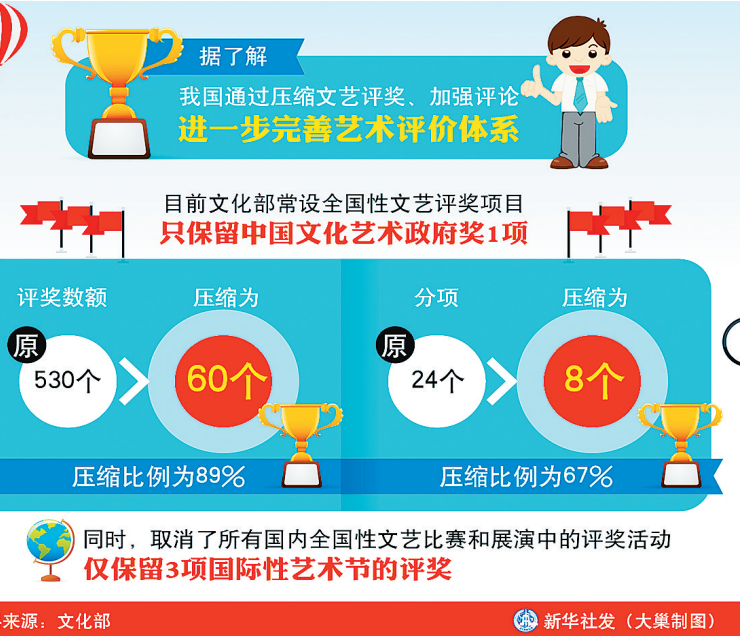 据了解
我国通过压缩文艺评奖、加强评论
进一步完善艺术评价体系
目前文化部常设全国性文艺评奖项目
只保留中国文化艺术政府奖1项
评奖数额 压缩为
原
530个
60个
压缩比例为89%
分项 压缩为
原
24个
8个
压缩比例为67%
同时，取消了所有国内全国性文艺比赛和展演中的评奖活动
仅保留3项国际性艺术节的评奖
来源：文化部
新华社发（大巢制图）